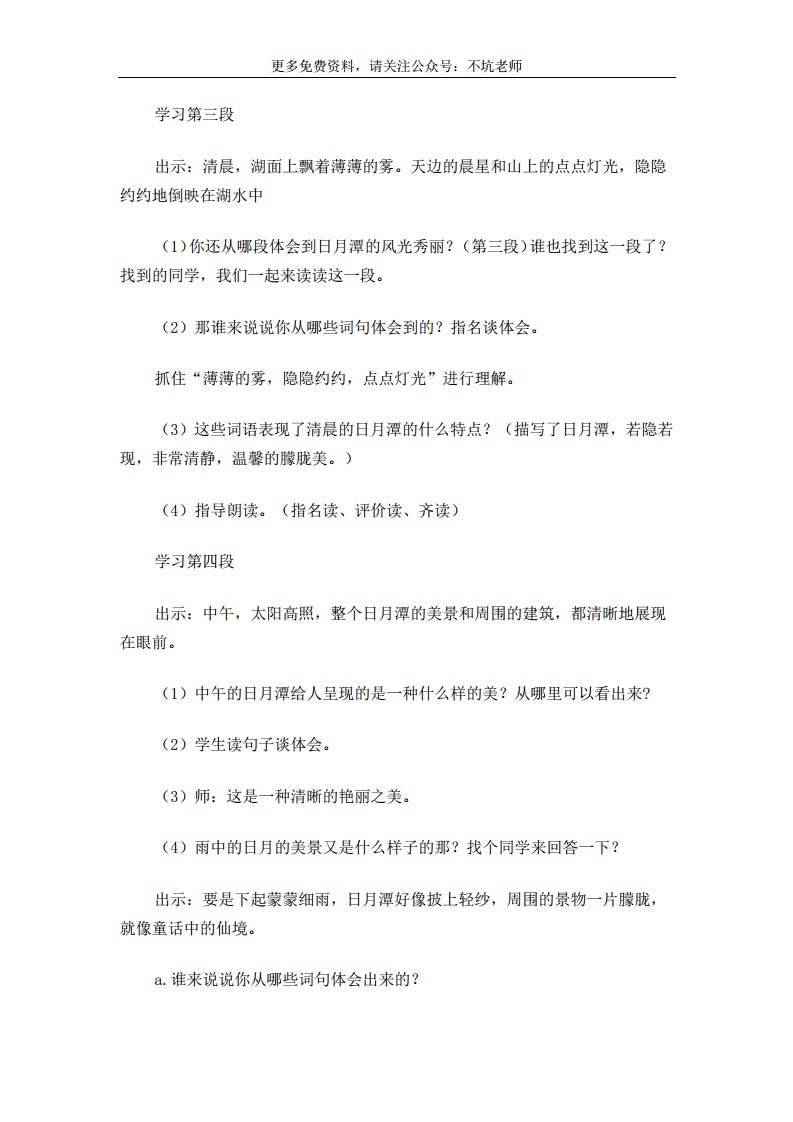 更多免费资料，请关注公众号：不坑老师
学习第三段
出示：清晨，湖面上飘着薄薄的雾。天边的晨星和山上的点点灯光，隐隐
约约地倒映在湖水中
（1)你还从哪段体会到日月潭的风光秀丽？（第三段)谁也找到这一段了？
找到的同学，我们一起来读读这一段。
（2）那谁来说说你从哪些词句体会到的？指名谈体会。
抓住“薄薄的雾，隐隐约约，点点灯光”进行理解。
（3）这些词语表现了清晨的日月潭的什么特点？（描写了日月潭，若隐若
现，非常清静，温馨的朦胧美。）
（4）指导朗读。（指名读、评价读、齐读）
学习第四段
出示：中午，太阳高照，整个日月潭的美景和周围的建筑，都清晰地展现
在眼前。
（1）中午的日月潭给人呈现的是一种什么样的美？从哪里可以看出来?
（2）学生读句子谈体会。
（3）师：这是一种清晰的艳丽之美。
（4）雨中的日月的美景又是什么样子的那？找个同学来回答一下？
出示：要是下起蒙蒙细雨，日月潭好像披上轻纱，周围的景物一片朦胧，
就像童话中的仙境。
a.谁来说说你从哪些词句体会出来的？